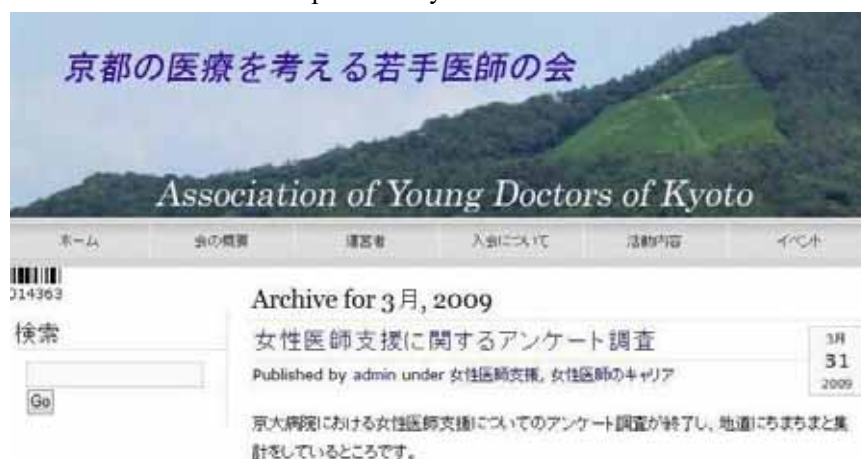 京都の医療を考える若手医師の会
Association of Young Doctors of Kyoto
ホーム 会の概要 運営者 入会について 活動内容 イベント
014363
Archive for 3月, 2009
検索
女性医師支援に関するアンケート調査
3月
31
2009
Published by admin under 女性医師支援, 女性医師のキャリア
Go
京大病院における女性医師支援についてのアンケート調査が終了し、地道にちまちまと集
計をしているところです。